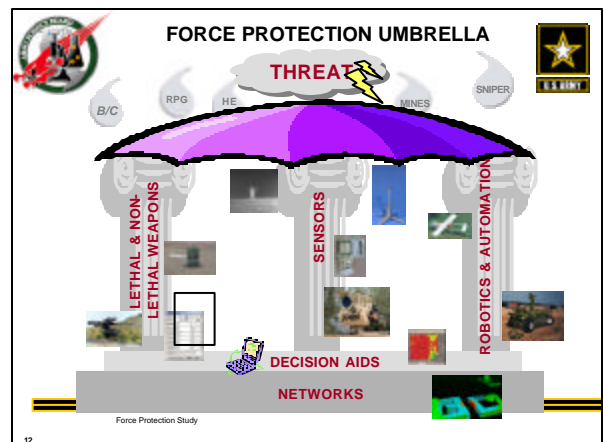 FORCE PROTECTION UMBRELLA
THREAT
B/C
RPG
HE
MINES
SNIPER
U.S. ARMY
LETHAL & NON-
LETHAL WEAPONS
SENSORS
ROBOTICS & AUTOMATION
DECISION AIDS
NETWORKS
Force Protection Study
12